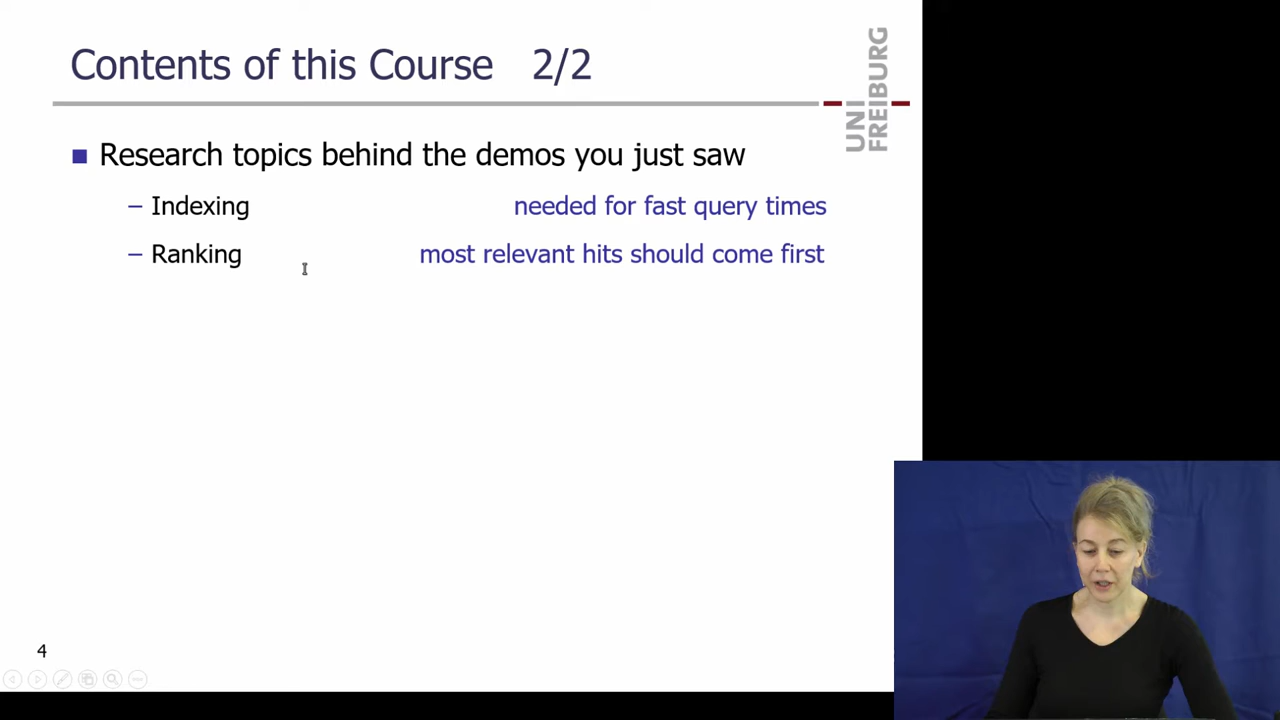 Contents of this Course 2/2
UNI
FREIBURG
Research topics behind the demos you just saw
– Indexing needed for fast query times
– Ranking most relevant hits should come first
4